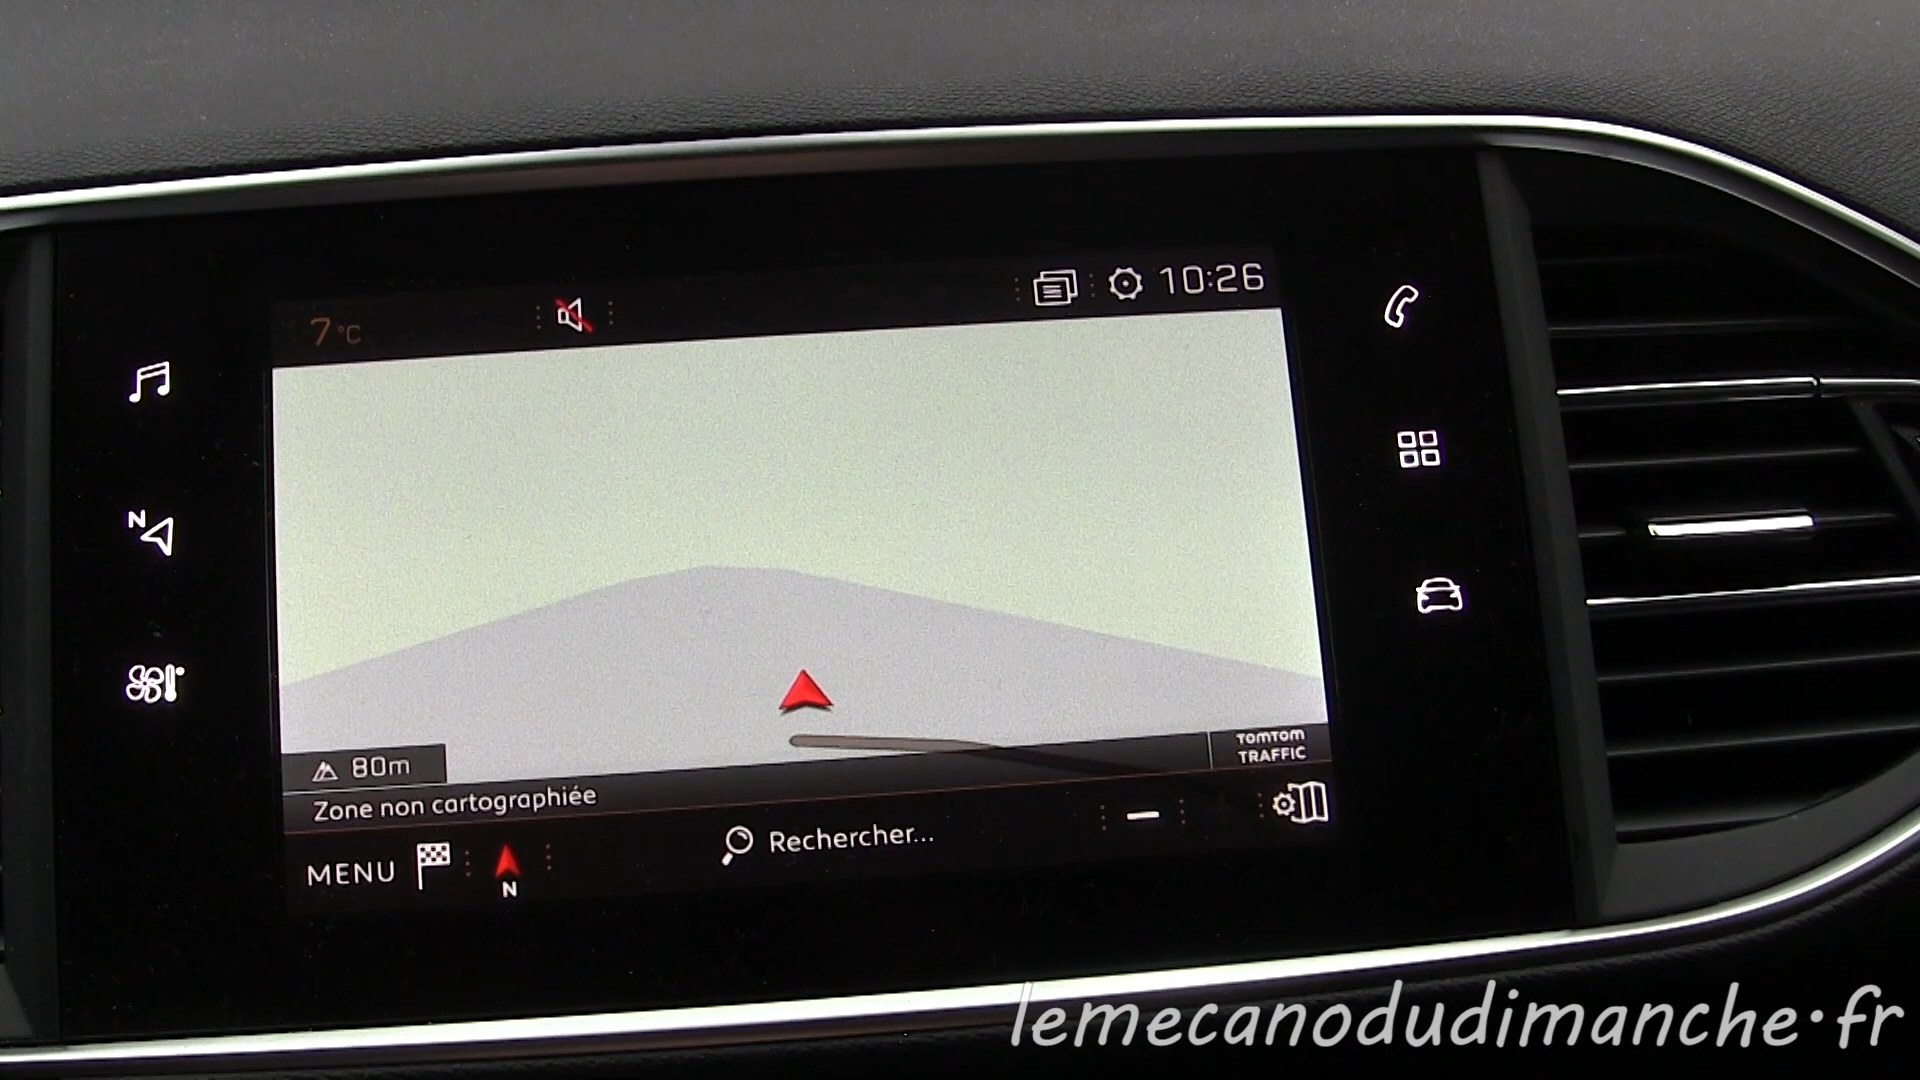 7°C
10:26
N
80m
TOMTOM
TRAFFIC
Zone non cartographiée
MENU
N
Rechercher...
lemecanodudimanche.fr